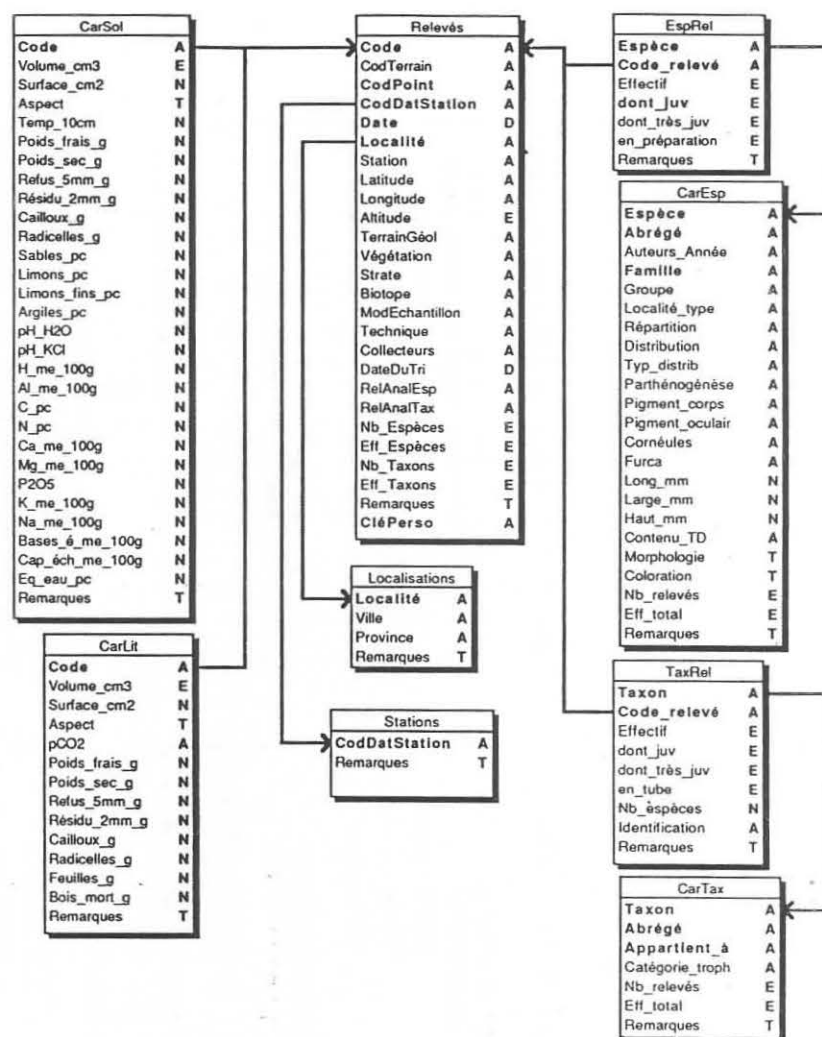 CarSol
Code A
Volume_cm3 E
Surface_cm2 N
Aspect T
Temp_10cm N
Poids_frais_g N
Poids_sec_g N
Refus_5mm_g N
Résidu_2mm_g N
Cailloux_g N
Radicelles_g N
Sables_pc N
Limons_pc N
Limons_fins_pc N
Argiles_pc N
pH_H2O N
pH_KCl N
H_me_100g N
Al_me_100g N
C_pc N
N_pc N
Ca_me_100g N
Mg_me_100g N
P2O5 N
K_me_100g N
Na_me_100g N
Bases_é_me_100g N
Cap_éch_me_100g N
Eq_eau_pc N
Remarques T
CarLit
Code A
Volume_cm3 E
Surface_cm2 N
Aspect T
pCO2 A
Poids_frais_g N
Poids_sec_g N
Refus_5mm_g N
Résidu_2mm_g N
Cailloux_g N
Radicelles_g N
Feuilles_g N
Bois_mort_g N
Remarques T
Relevés
Code A
CodTerrain A
CodPoint A
CodDatStation A
Date D
Localité A
Station A
Latitude A
Longitude A
Altitude E
TerrainGéol A
Végétation A
Strate A
Biotope A
ModEchantillon A
Technique A
Collecteurs A
DateDuTri D
RelAnalEsp A
RelAnalTax A
Nb_Espèces E
Eff_Espèces E
Nb_Taxons E
Eff_Taxons E
Remarques T
CléPerso A
Localisations
Localité A
Ville A
Province A
Remarques T
Stations
CodDatStation A
Remarques T
EspRel
Espèce A
Code_relevé A
Effectif E
dont_juv E
dont_très_juv E
en_préparation E
Remarques T
CarEsp
Espèce A
Abrégé A
Auteurs_Année A
Famille A
Groupe A
Localité_type A
Répartition A
Distribution A
Typ_distrib A
Parthénogénèse A
Pigment_corps A
Pigment_oculair A
Cornéules A
Furca A
Long_mm N
Large_mm N
Haut_mm N
Contenu_TD A
Morphologie T
Coloration T
Nb_relevés E
Eff_total E
Remarques T
TaxRel
Taxon A
Code_relevé A
Effectif E
dont_juv E
dont_très_juv E
en_tube E
Nb_èspèces N
Identification A
Remarques T
CarTax
Taxon A
Abrégé A
Appartient_à A
Catégorie_troph A
Nb_relevés E
Eff_total E
Remarques T